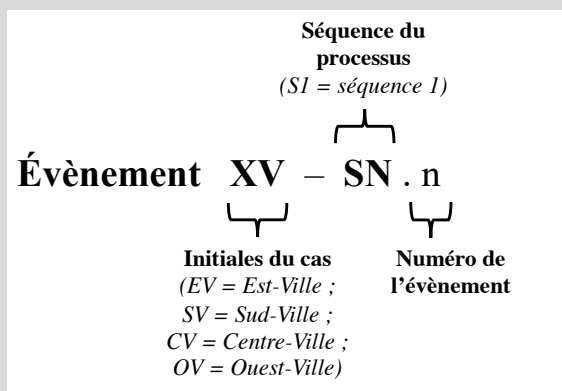 Séquence du
processus
(S1 = séquence 1)
Évènement XV – SN . n
Initiales du cas
(EV = Est-Ville ;
SV = Sud-Ville ;
CV = Centre-Ville ;
OV = Ouest-Ville)
Numéro de
l’évènement